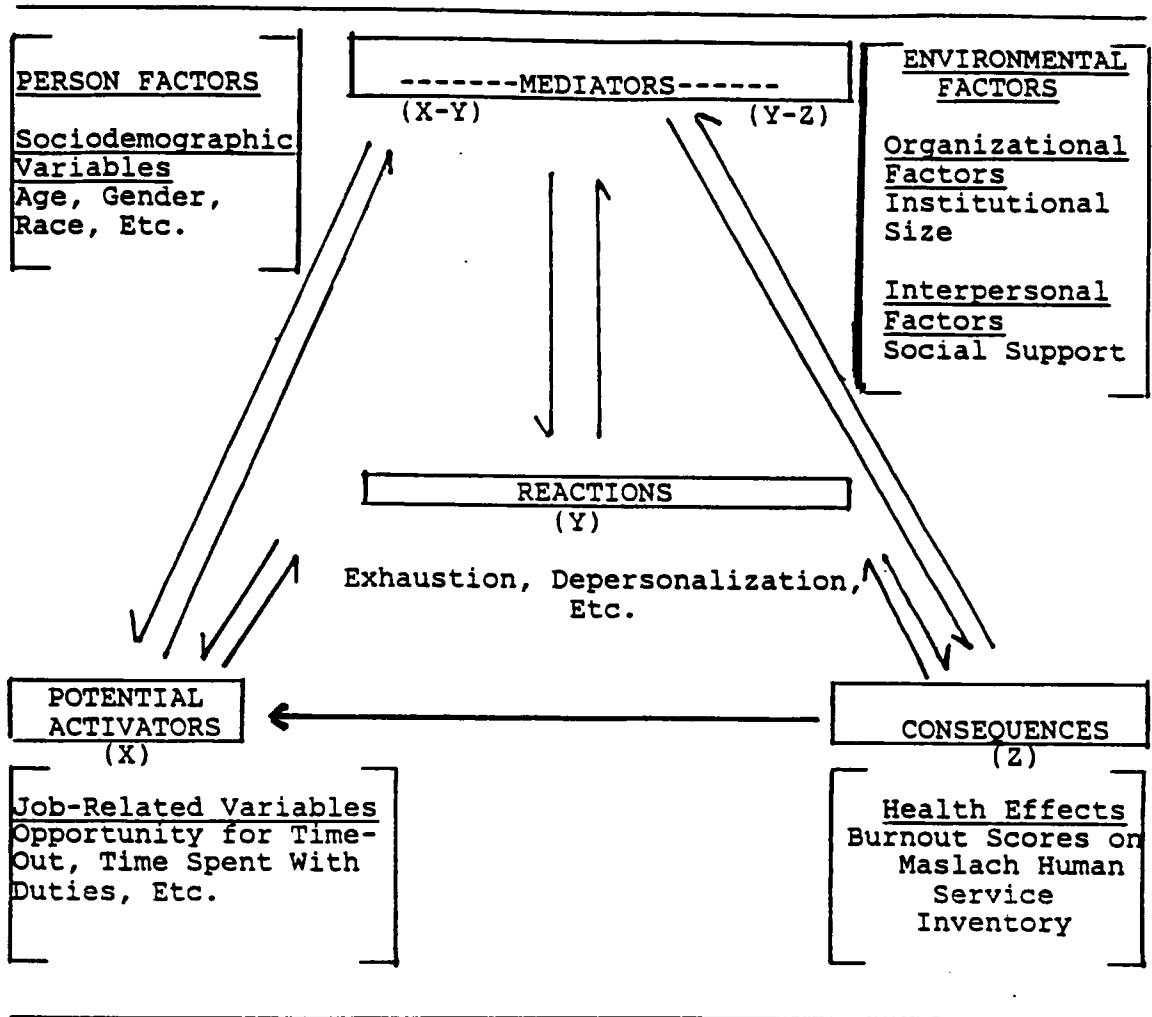 PERSON FACTORS
Sociodemographic
Variables
Age, Gender,
Race, Etc.
-------MEDIATORS------
(X-Y)
(Y-Z)
ENVIRONMENTAL
FACTORS
Organizational
Factors
Institutional
Size
Interpersonal
Factors
Social Support
REACTIONS
(Y)
Exhaustion, Depersonalization,
Etc.
POTENTIAL
ACTIVATORS
(X)
Job-Related Variables
Opportunity for Time-
Out, Time Spent With
Duties, Etc.
CONSEQUENCES
(Z)
Health Effects
Burnout Scores on
Maslach Human
Service
Inventory